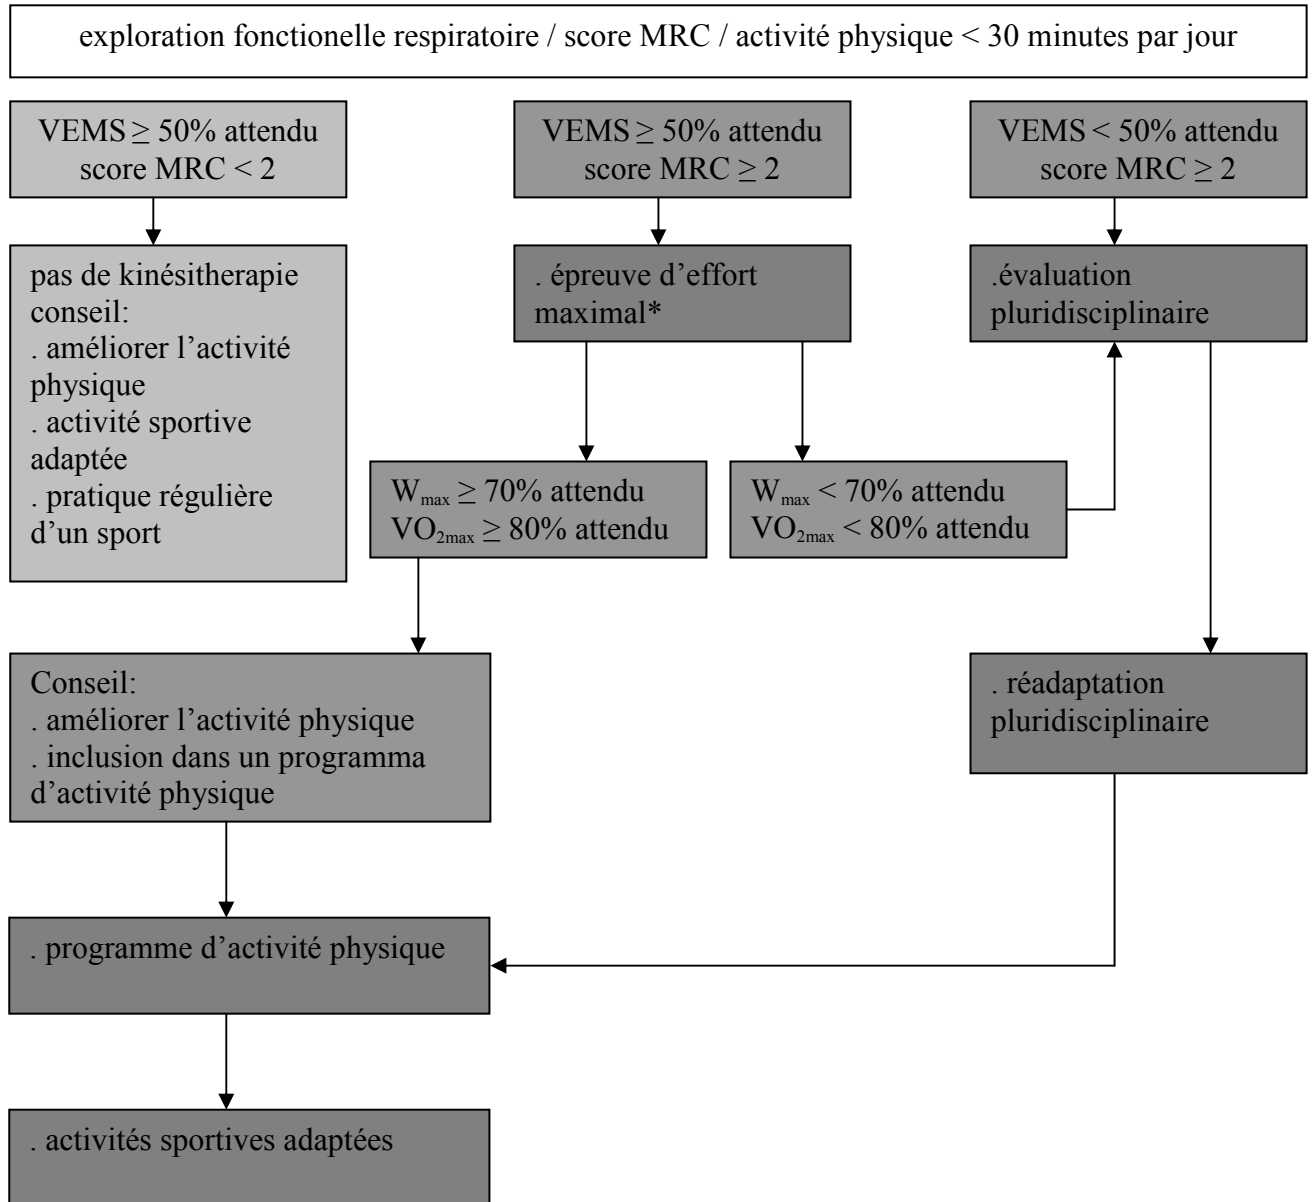 exploration fonctionelle respiratoire / score MRC / activité physique < 30 minutes par jour
VEMS ≥ 50% attendu
score MRC < 2
VEMS ≥ 50% attendu
score MRC ≥ 2
VEMS < 50% attendu
score MRC ≥ 2
pas de kinésitherapie
conseil:
. améliorer l’activité
physique
. activité sportive
adaptée
. pratique régulière
d’un sport
. épreuve d’effort
maximal*
.évaluation
pluridisciplinaire
Wmax ≥ 70% attendu
VO2max ≥ 80% attendu
Wmax < 70% attendu
VO2max < 80% attendu
Conseil:
. améliorer l’activité physique
. inclusion dans un programma
d’activité physique
. réadaptation
pluridisciplinaire
. programme d’activité physique
. activités sportives adaptées